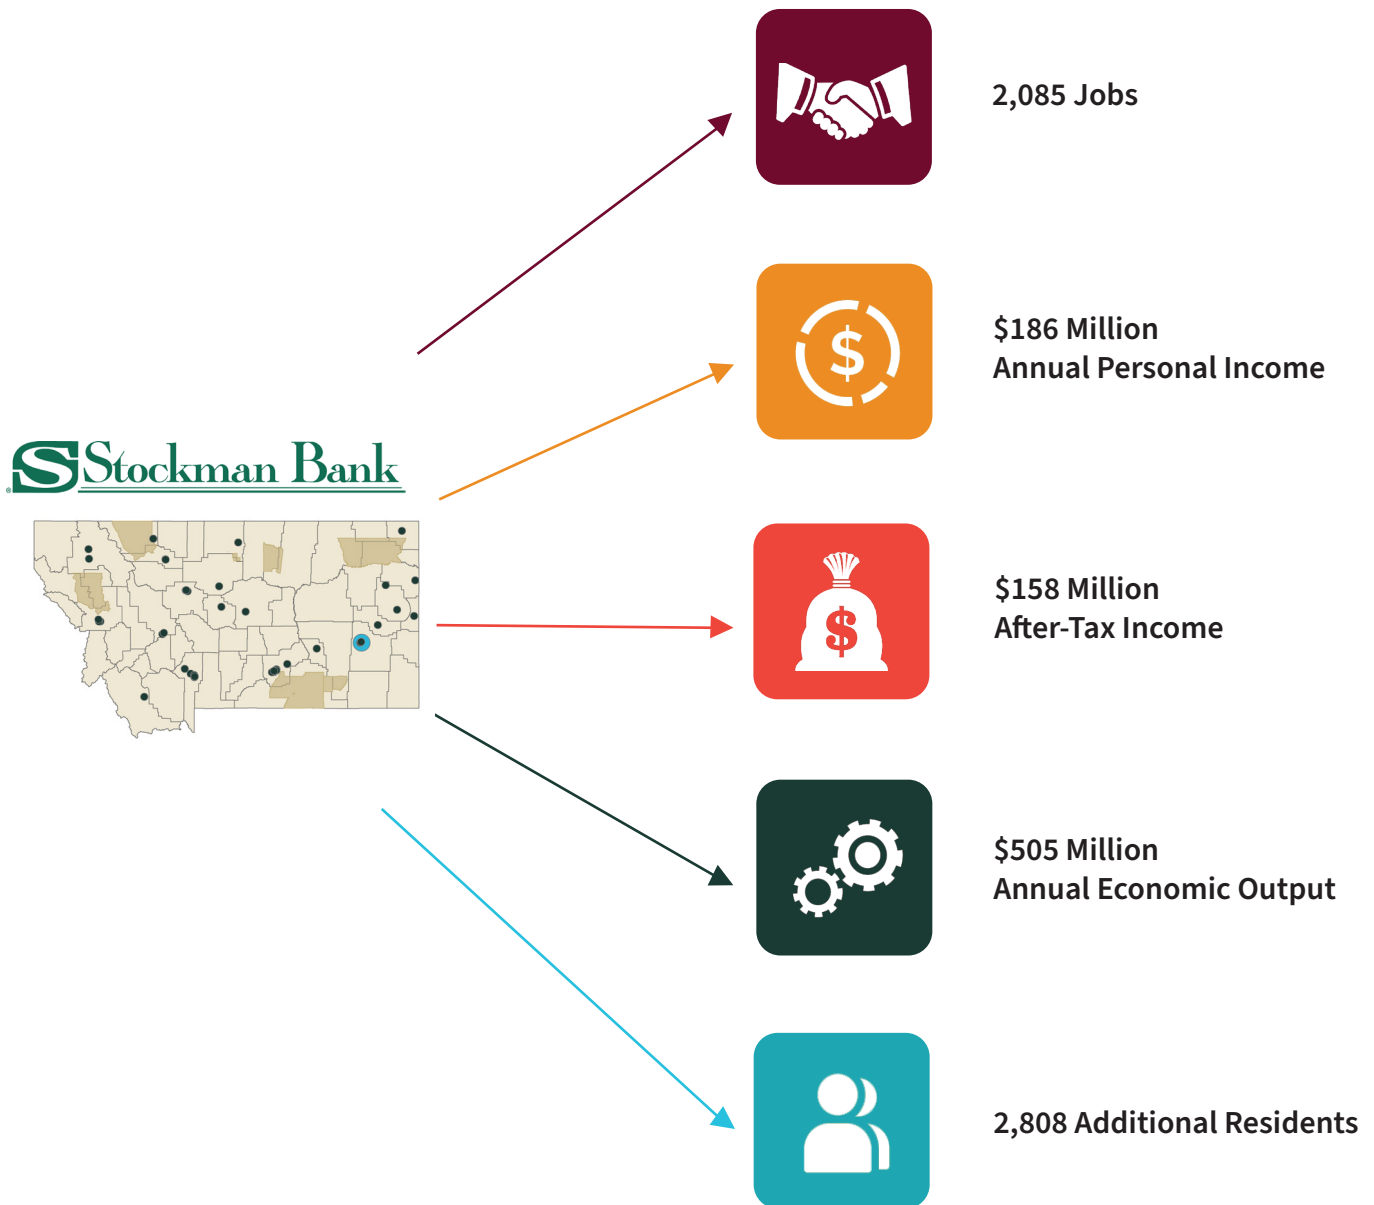 2,085 Jobs
$186 Million
Annual Personal Income
Stockman Bank
®
$158 Million
After-Tax Income
$505 Million
Annual Economic Output
2,808 Additional Residents